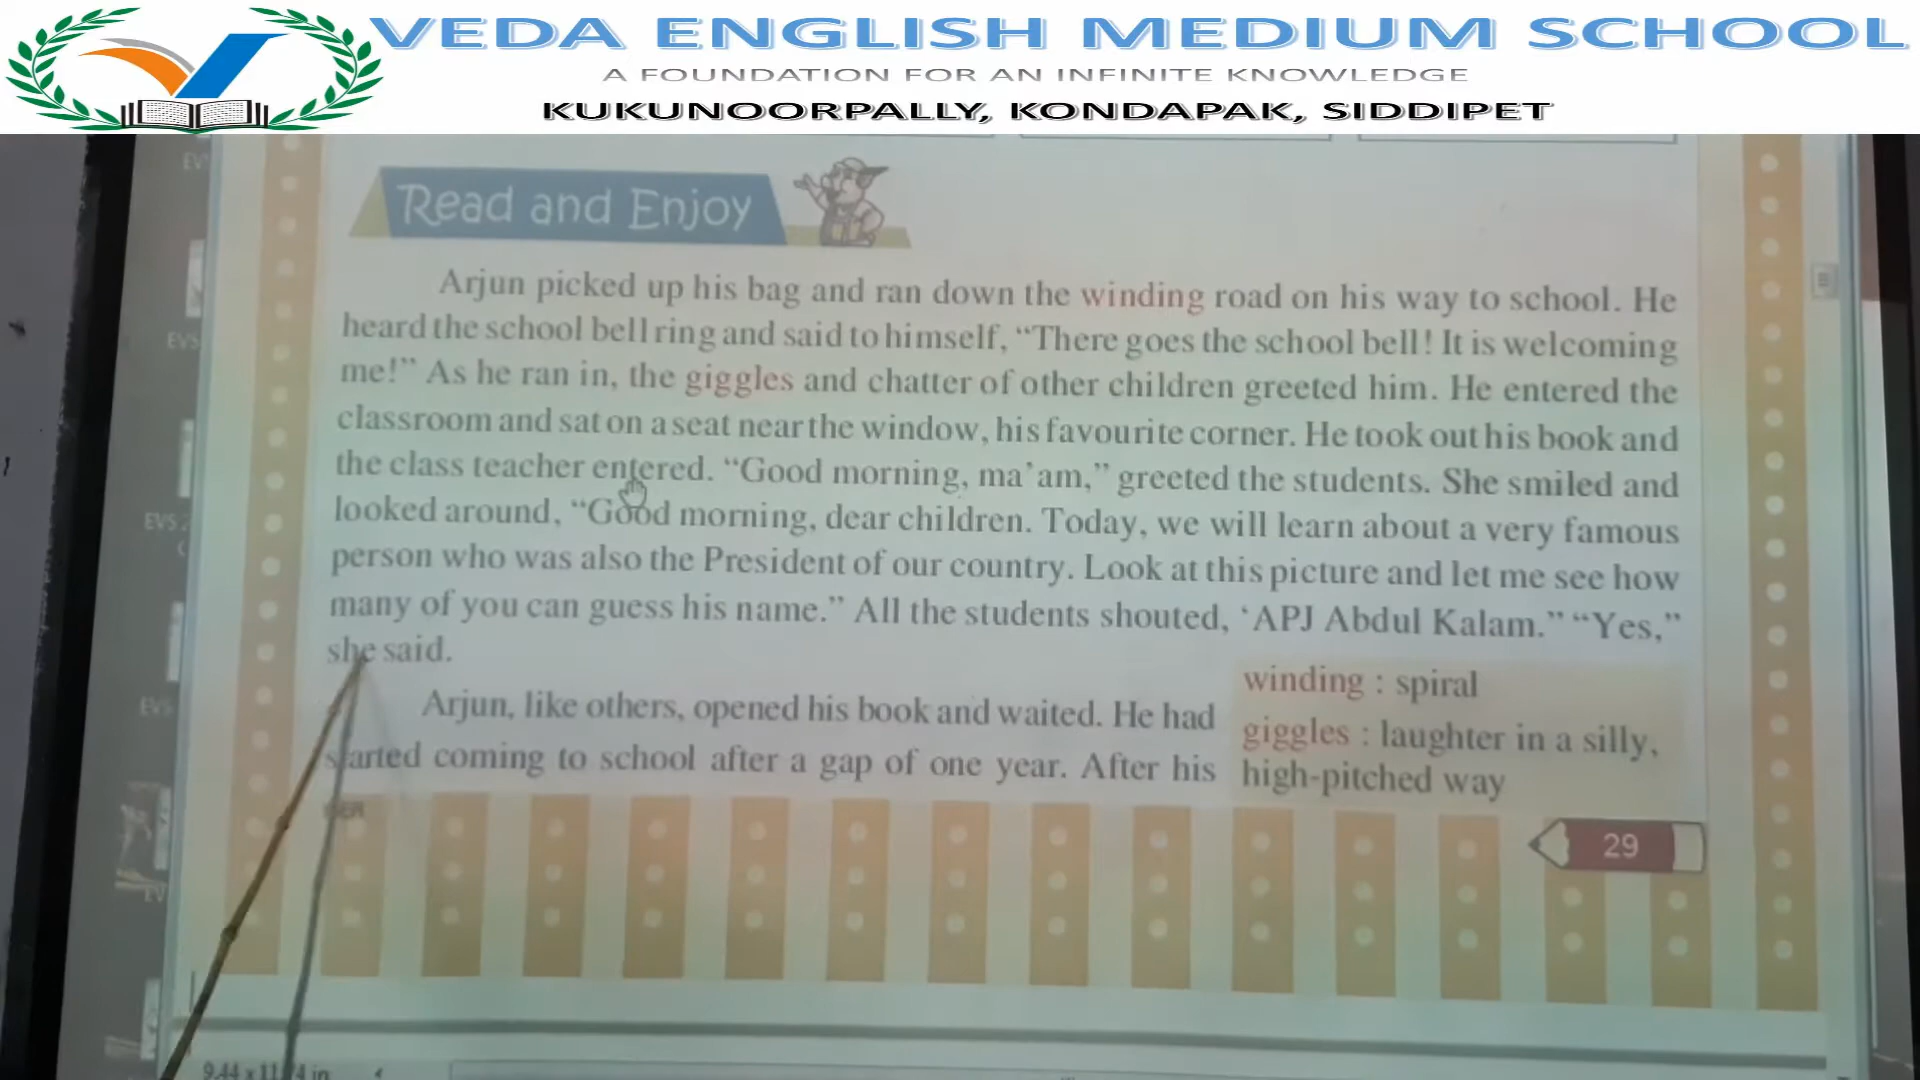 VEDA ENGLISH MEDIUM SCHOOL
A FOUNDATION FOR AN INFINITE KNOWLEDGE
KUKUNOORPALLY, KONDAPAK, SIDDIPET
Read and Enjoy
Arjun picked up his bag and ran down the winding road on his way to school. He
heard the school bell ring and said to himself, “There goes the school bell! It is welcoming
me!” As he ran in, the giggles and chatter of other children greeted him. He entered the
classroom and sat on a seat near the window, his favourite corner. He took out his book and
the class teacher entered. “Good morning, ma’am,” greeted the students. She smiled and
looked around, “Good morning, dear children. Today, we will learn about a very famous
person who was also the President of our country. Look at this picture and let me see how
many of you can guess his name.” All the students shouted, ‘APJ Abdul Kalam.” “Yes,”
she said.
Arjun, like others, opened his book and waited. He had
started coming to school after a gap of one year. After his
winding : spiral
giggles : laughter in a silly,
high-pitched way
29